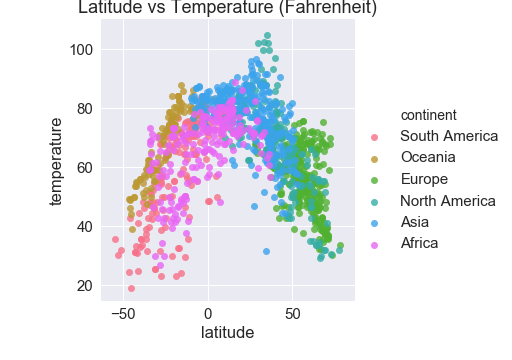 Latitude vs Temperature (Fahrenheit)
100
80
60
40
20
temperature
−50
0
50
latitude
continent
South America
Oceania
Europe
North America
Asia
Africa